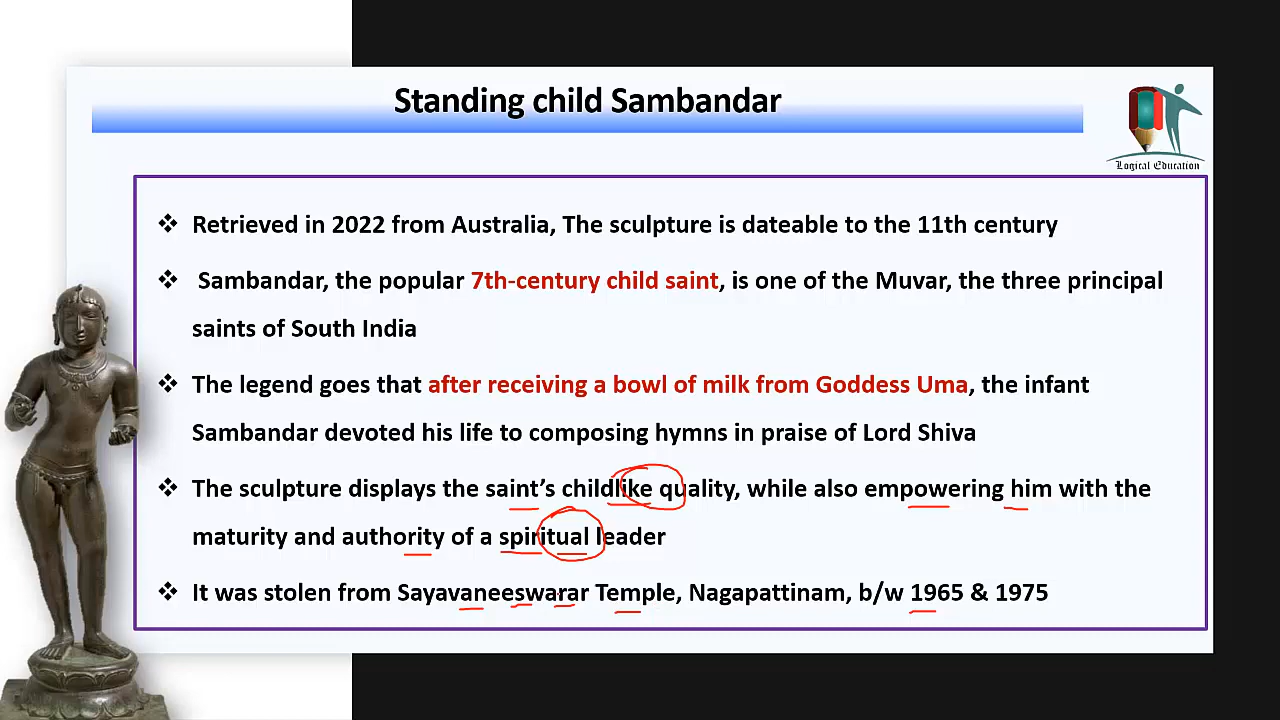 Standing child Sambandar
Logical Education
❖ Retrieved in 2022 from Australia, The sculpture is dateable to the 11th century
❖ Sambandar, the popular 7th-century child saint, is one of the Muvar, the three principal
saints of South India
❖ The legend goes that after receiving a bowl of milk from Goddess Uma, the infant
Sambandar devoted his life to composing hymns in praise of Lord Shiva
❖ The sculpture displays the saint’s childlike quality, while also empowering him with the
maturity and authority of a spiritual leader
❖ It was stolen from Sayavaneeswarar Temple, Nagapattinam, b/w 1965 & 1975